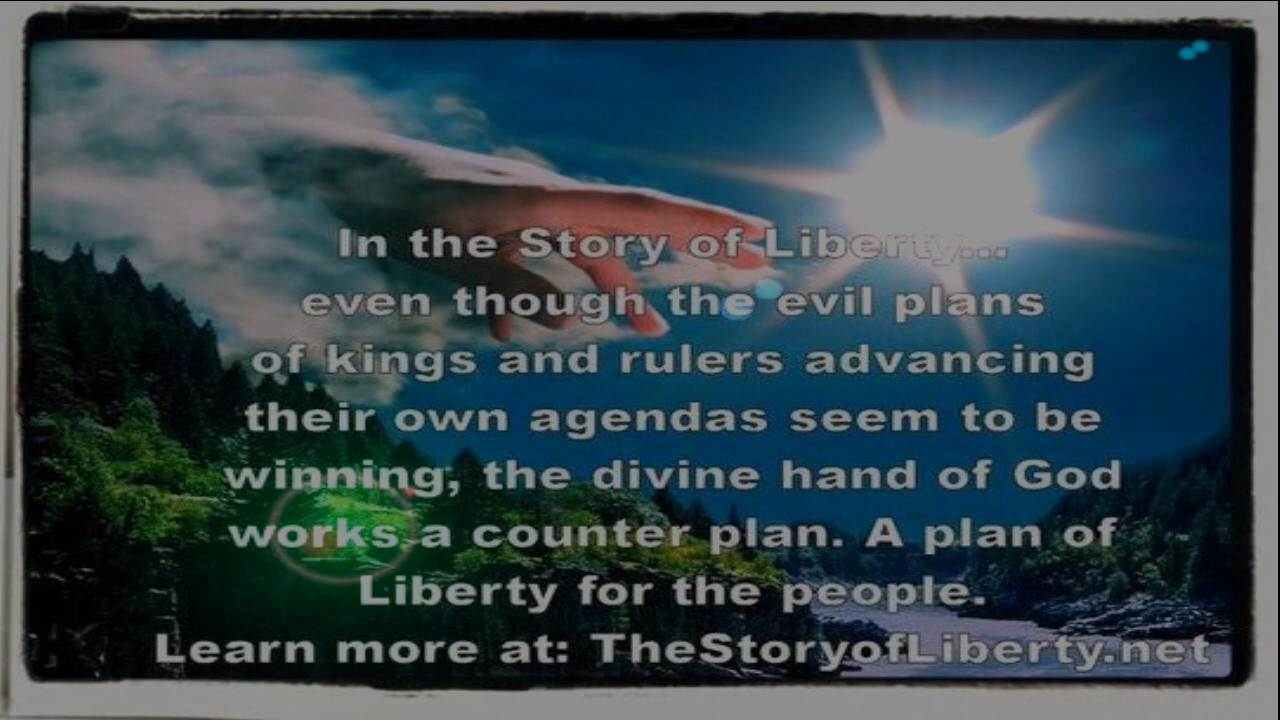 In the Story of Liberty...
even though the evil plans
of kings and rulers advancing
their own agendas seem to be
winning, the divine hand of God
works a counter plan. A plan of
Liberty for the people.
Learn more at: TheStoryofLiberty.net